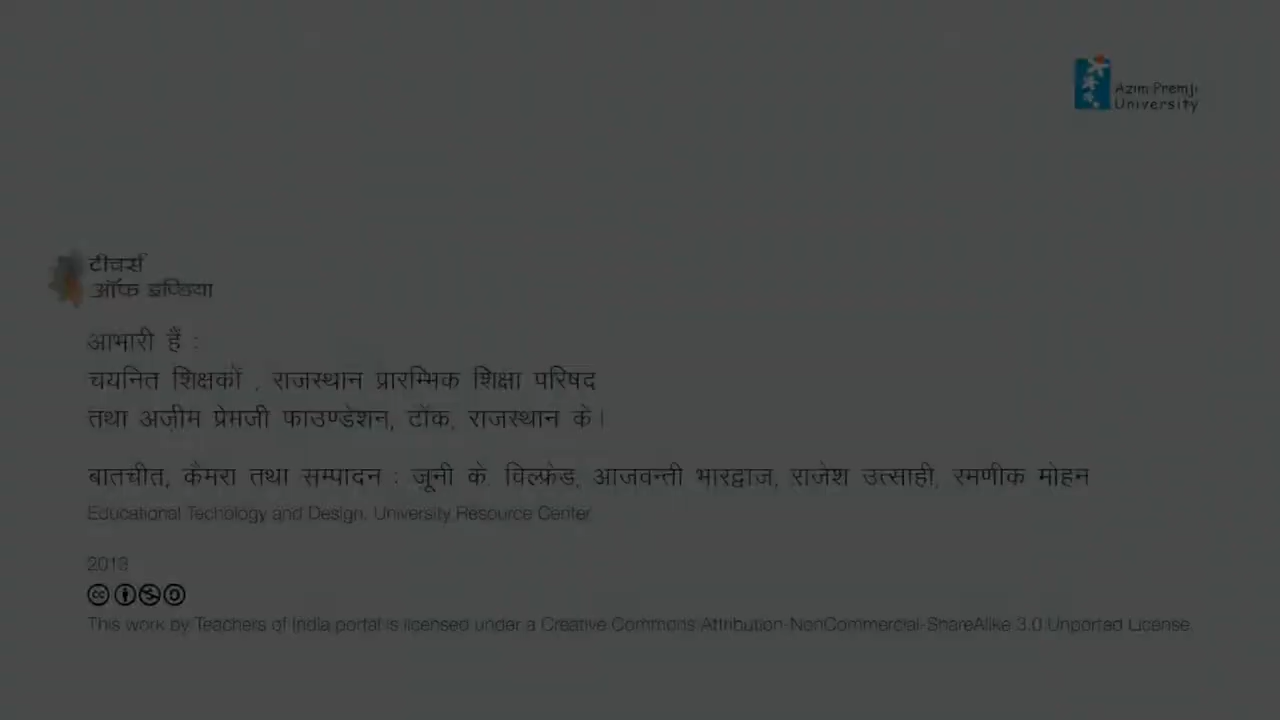 Azim Premji
University
टीचर्स
ऑफ इण्डिया
आभारी हैं :
चयनित शिक्षकों , राजस्थान प्रारम्भिक शिक्षा परिषद
तथा अज़ीम प्रेमजी फाउण्डेशन, टोंक, राजस्थान के।
बातचीत, कैमरा तथा सम्पादन : जूनी के. विल्फ्रेड, आजवन्ती भारद्वाज, राजेश उत्साही, रमणीक मोहन
Educational Techology and Design, University Resource Center
2013
This work by Teachers of India portal is licensed under a Creative Commons Attribution-NonCommercial-ShareAlike 3.0 Unported License.